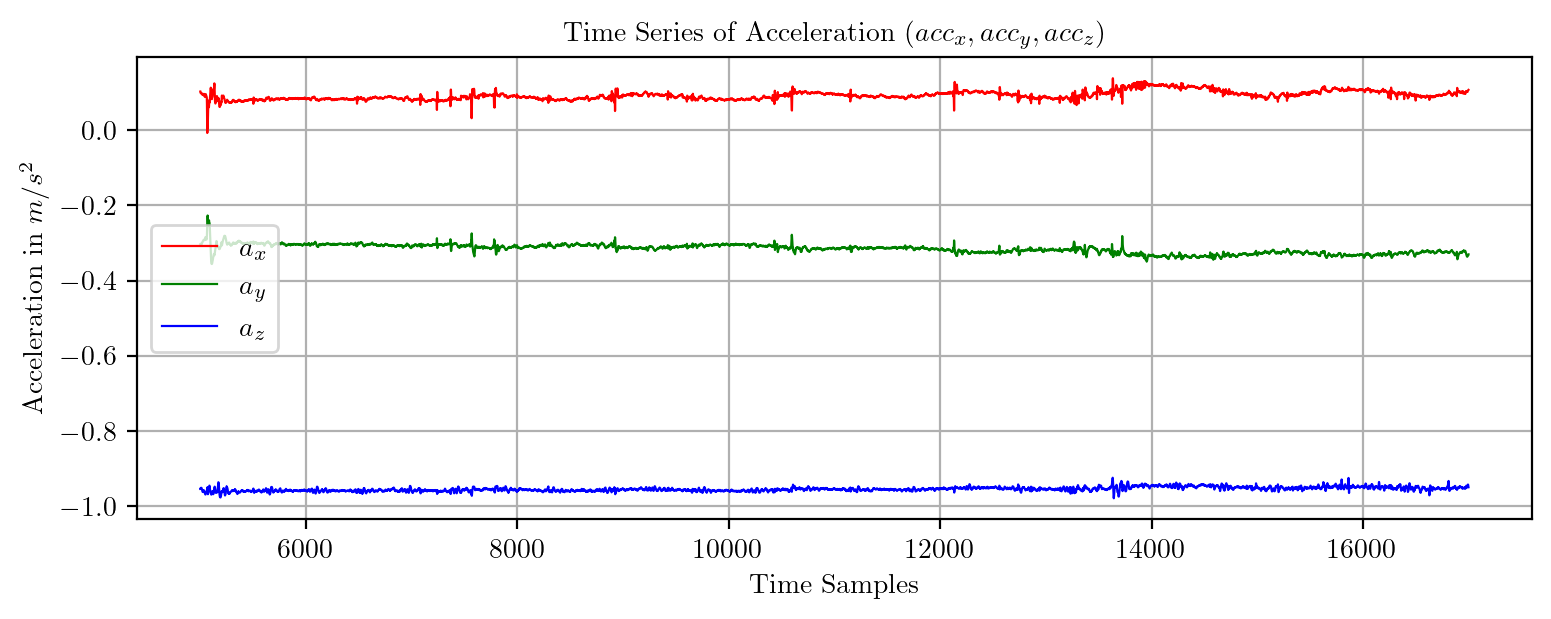 Time Series of Acceleration (acc_x, acc_y, acc_z)
Acceleration in m/s^2
0.0
−0.2
−0.4
−0.6
−0.8
−1.0
a_x
a_y
a_z
6000 8000 10000 12000 14000 16000
Time Samples